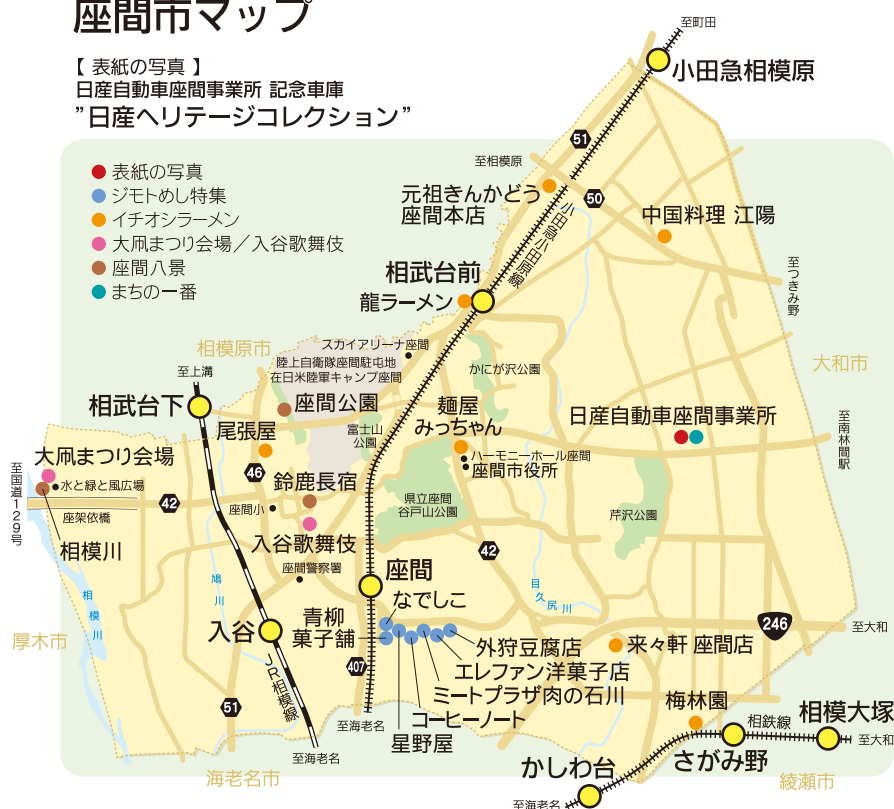 座間市マップ
【 表紙の写真 】
日産自動車座間事業所 記念車庫
”日産ヘリテージコレクション”
表紙の写真
ジモトめし特集
イチオシラーメン
大凧まつり会場／入谷歌舞伎
座間八景
まちの一番
至町田
小田急相模原
51
至相模原
50
元祖きんかどう
座間本店
小田急小田原線
中国料理 江陽
至つきみ野
相武台前
龍ラーメン
スカイアリーナ座間
陸上自衛隊座間駐屯地
在日米陸軍キャンプ座間
かにが沢公園
相模原市
大和市
至上溝
相武台下
座間公園
富士山
公園
麺屋
みっちゃん
日産自動車座間事業所
至南林間駅
尾張屋
ハーモニーホール座間
座間市役所
大凧まつり会場
水と緑と風広場
至国道129号
46
鈴鹿長宿
県立座間
谷戸山公園
芹沢公園
42
座架依橋
座間小
入谷歌舞伎
相模川
42
座間警察署
座間
鳩川
目久尻川
相模川
なでしこ
青柳
菓子舗
入谷
厚木市
246
至大和
外狩豆腐店
来々軒 座間店
エレファン洋菓子店
ミートプラザ肉の石川
コーヒーノート
星野屋
407
JR相模線
51
至海老名
至海老名
海老名市
梅林園
相鉄線
相模大塚
至大和
さがみ野
かしわ台
綾瀬市
至海老名